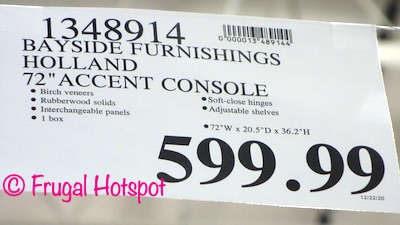 1348914
0000013489144
BAYSIDE FURNISHINGS
HOLLAND
72" ACCENT CONSOLE
• Birch veneers
• Rubberwood solids
• Interchangeable panels
• 1 box
• Soft-close hinges
• Adjustable shelves
• 72"W x 20.5"D x 36.2"H
599.99
12/22/20
© Frugal Hotspot